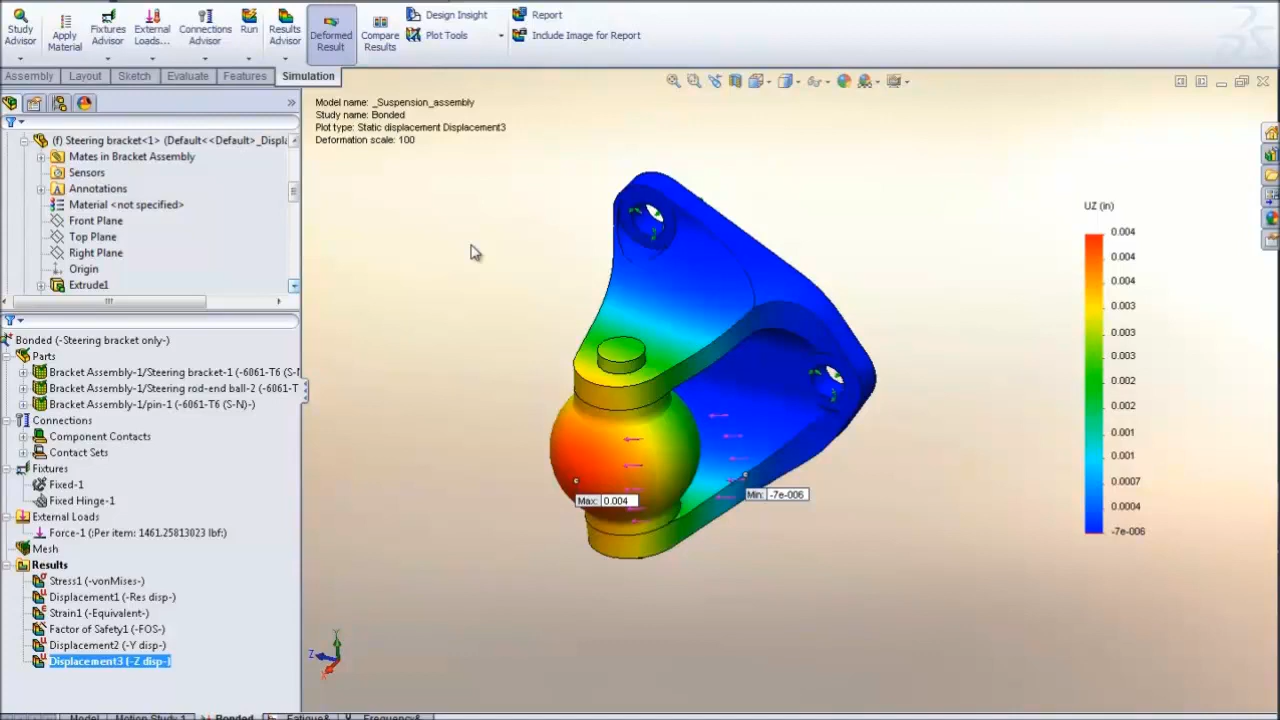 Study Advisor
Apply Material
Fixtures Advisor
External Loads...
Connections Advisor
Run
Results Advisor
Deformed Result
Compare Results
Design Insight
Plot Tools
Report
Include Image for Report
Assembly
Layout
Sketch
Evaluate
Features
Simulation
(f) Steering bracket<1> (Default<<Default>_Displ
Mates in Bracket Assembly
Sensors
Annotations
Material <not specified>
Front Plane
Top Plane
Right Plane
Origin
Extrude1
Bonded (-Steering bracket only-)
Parts
Bracket Assembly-1/Steering bracket-1 (-6061-T6 (S-N
Bracket Assembly-1/Steering rod-end ball-2 (-6061-T
Bracket Assembly-1/pin-1 (-6061-T6 (S-N)-)
Connections
Component Contacts
Contact Sets
Fixtures
Fixed-1
Fixed Hinge-1
External Loads
Force-1 (:Per item: 1461.25813023 lbf:)
Mesh
Results
Stress1 (-vonMises-)
Displacement1 (-Res disp-)
Strain1 (-Equivalent-)
Factor of Safety1 (-FOS-)
Displacement2 (-Y disp-)
Displacement3 (-Z disp-)
Model name: _Suspension_assembly
Study name: Bonded
Plot type: Static displacement Displacement3
Deformation scale: 100
Max: 0.004
Min: -7e-006
UZ (in)
0.004
0.004
0.004
0.003
0.003
0.003
0.002
0.002
0.001
0.001
0.0007
0.0004
-7e-006
Y
Z
X
Model
Motion Study 1
Bonded
Fatigue&
Frequency&